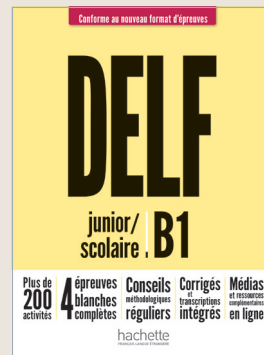 Conforme au nouveau format d'épreuves
DELF
junior/
scolaire . B1
Plus de
200
activités
4 épreuves
blanches
complètes
Conseils
méthodologiques
réguliers
Corrigés
et
transcriptions
intégrés
Médias
et ressources
complémentaires
en ligne
hachette
FRANÇAIS LANGUE ÉTRANGÈRE